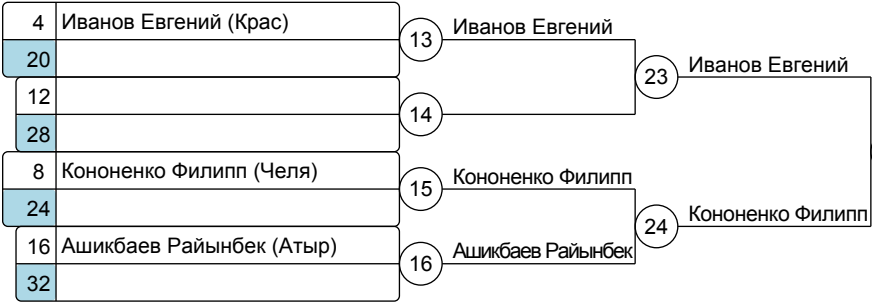 4 Иванов Евгений (Крас)
13 Иванов Евгений
20
23 Иванов Евгений
12
14
28
8 Кононенко Филипп (Челя)
15 Кононенко Филипп
24
24 Кононенко Филипп
16 Ашикбаев Райынбек (Атыр)
16 Ашикбаев Райынбек
32